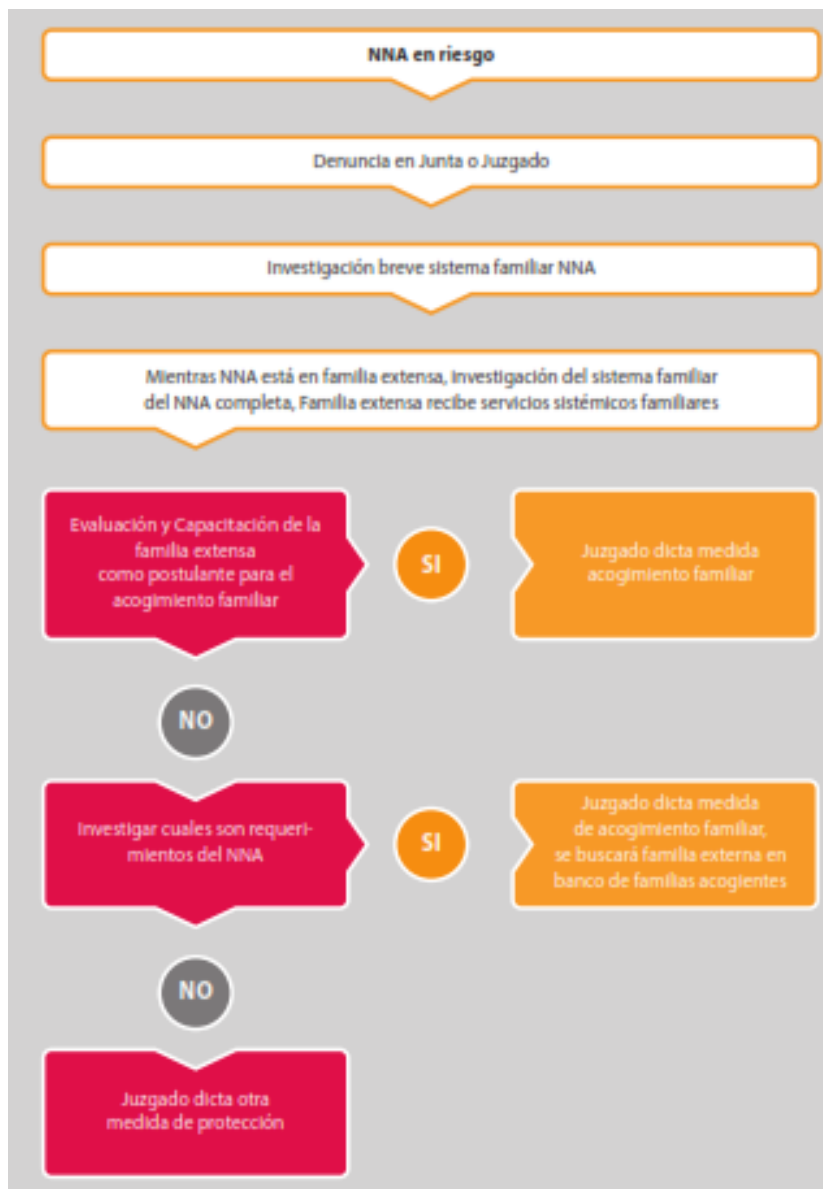 NNA en riesgo
Denuncia en Junta o Juzgado
Investigación breve sistema familiar NNA
Mientras NNA está en familia extensa, investigación del sistema familiar
del NNA completa, Familia extensa recibe servicios sistémicos familiares
Evaluación y Capacitación de la
familia extensa
como postulante para el
acogimiento familiar
SI
Juzgado dicta medida
acogimiento familiar
NO
Investigar cuales son requeri-
mientos del NNA
SI
Juzgado dicta medida
de acogimiento familiar,
se buscará familia externa en
banco de familias acogientes
NO
Juzgado dicta otra
medida de protección